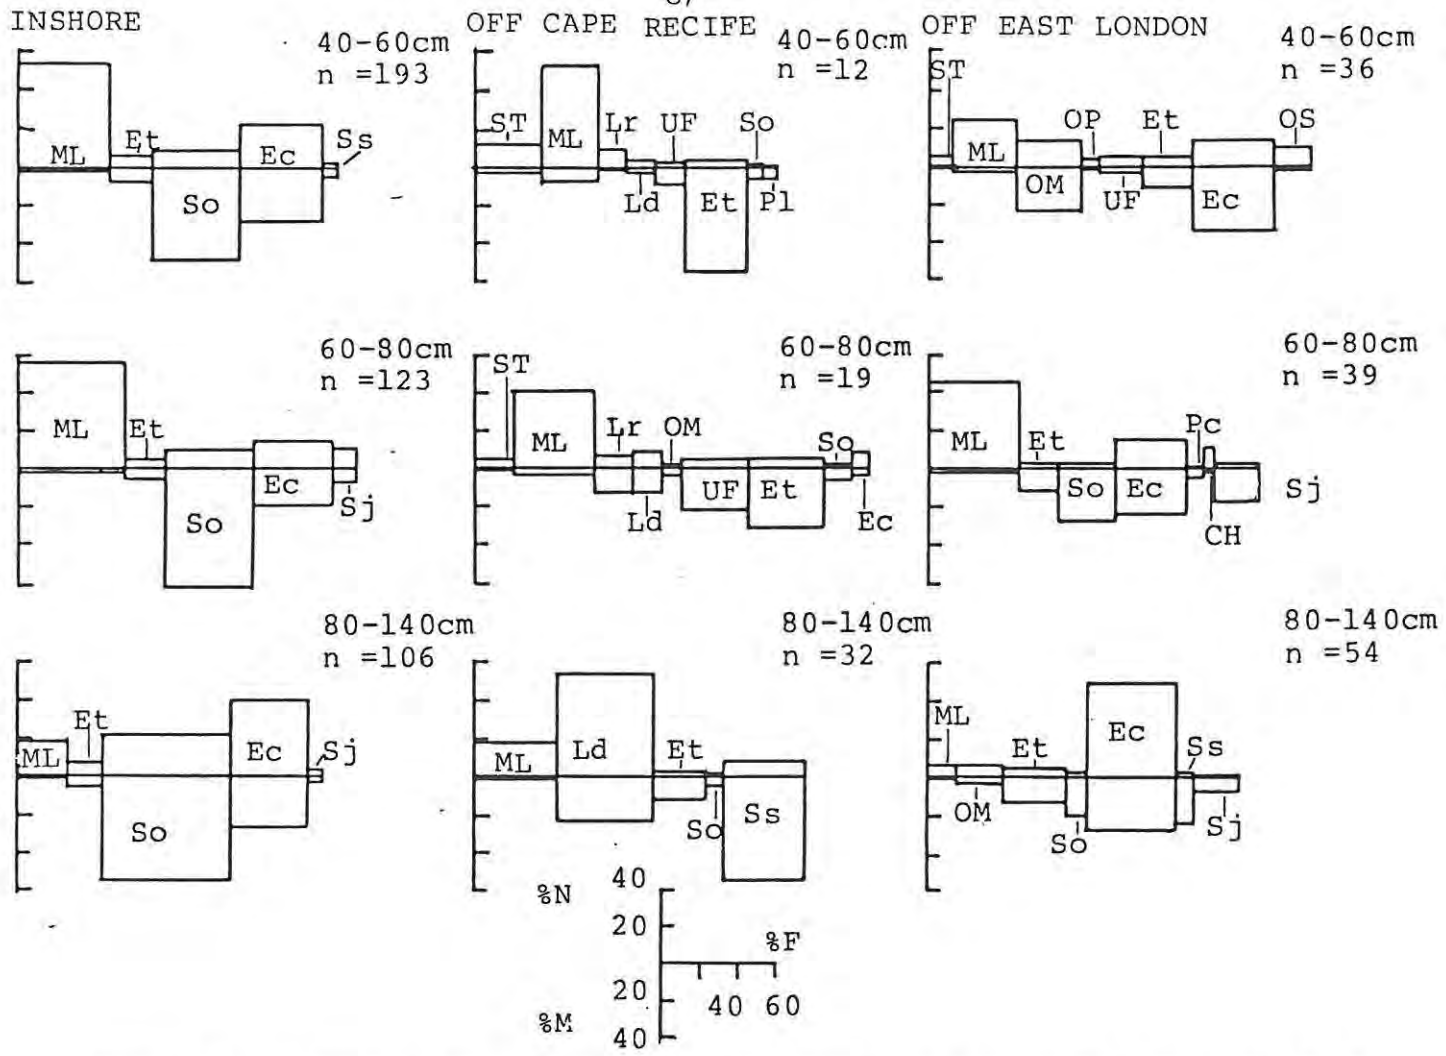 INSHORE
40-60cm
n =193
ML
Et
So
Ec
Ss
OFF CAPE RECIFE
40-60cm
n =12
ST
ML
Lr
UF
So
Ld
Et
Pl
OFF EAST LONDON
40-60cm
n =36
ST
ML
OP
Et
OS
OM
UF
Ec
60-80cm
n =123
ML
Et
So
Ec
Sj
60-80cm
n =19
ST
ML
Lr
OM
So
UF
Et
Ld
Ec
60-80cm
n =39
ML
Et
Pc
So
Ec
Sj
CH
80-140cm
n =106
ML
Et
So
Ec
Sj
80-140cm
n =32
ML
Ld
Et
So
Ss
80-140cm
n =54
ML
Et
Ec
Ss
OM
So
Sj
%N
40
20
%F
20
40 60
%M
40